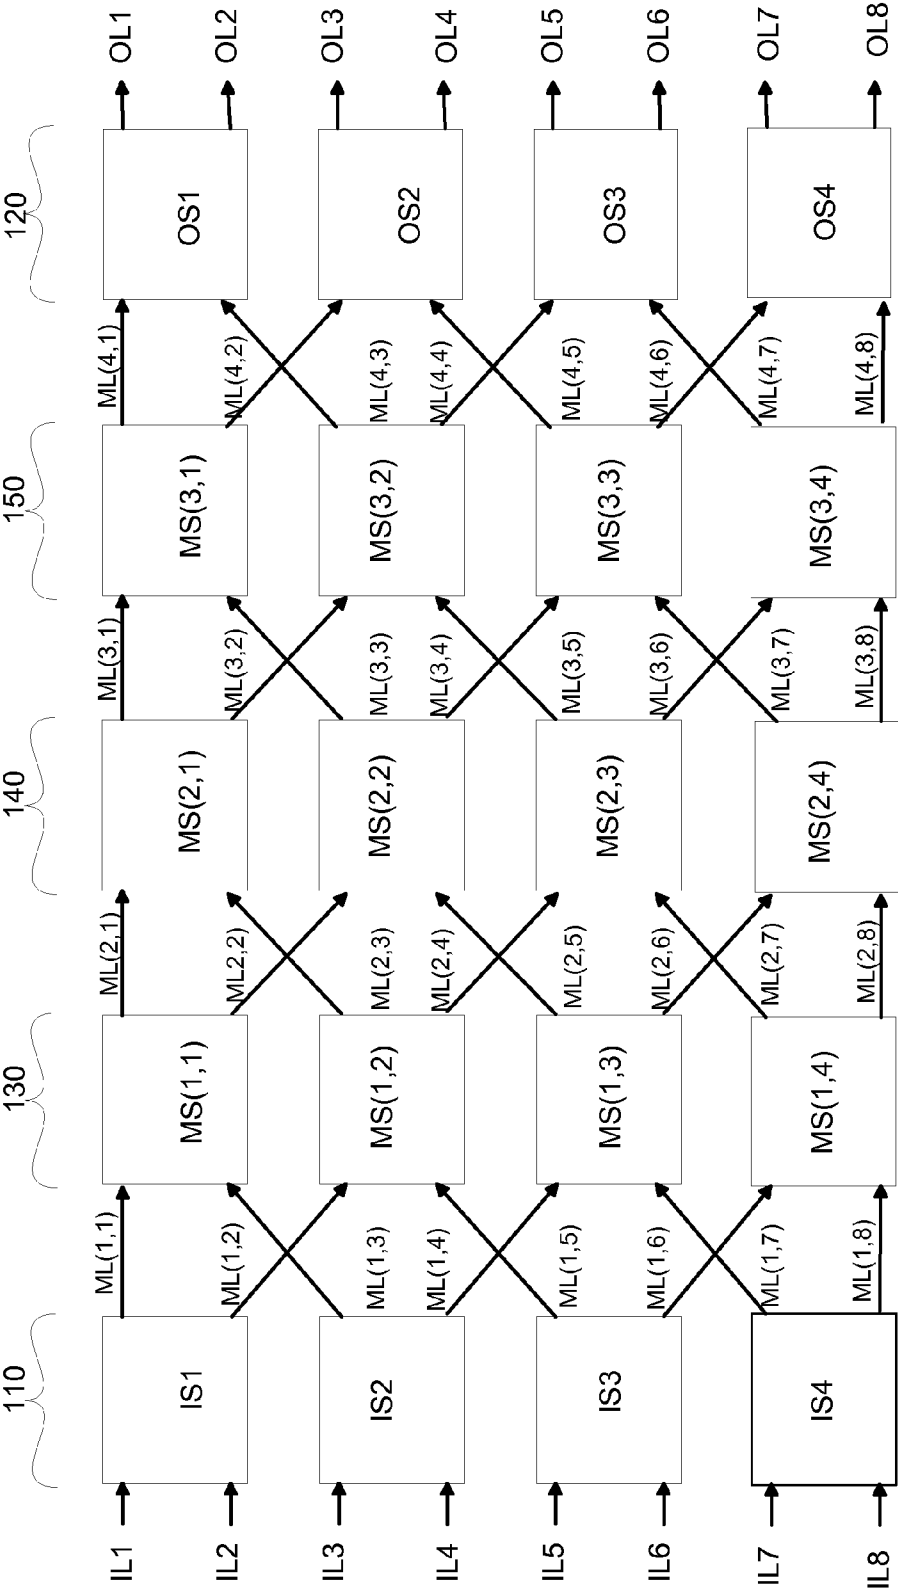 120
150
140
130
110
OL1
OL2
OL3
OL4
OL5
OL6
OL7
OL8
OS1
OS2
OS3
OS4
ML(4,1)
ML(4,2)
ML(4,3)
ML(4,4)
ML(4,5)
ML(4,6)
ML(4,7)
ML(4,8)
MS(3,1)
MS(3,2)
MS(3,3)
MS(3,4)
ML(3,1)
ML(3,2)
ML(3,3)
ML(3,4)
ML(3,5)
ML(3,6)
ML(3,7)
ML(3,8)
MS(2,1)
MS(2,2)
MS(2,3)
MS(2,4)
ML(2,1)
ML2,2)
ML(2,3)
ML(2,4)
ML(2,5)
ML(2,6)
ML(2,7)
ML(2,8)
MS(1,1)
MS(1,2)
MS(1,3)
MS(1,4)
ML(1,1)
ML(1,2)
ML(1,3)
ML(1,4)
ML(1,5)
ML(1,6)
ML(1,7)
ML(1,8)
IS1
IS2
IS3
IS4
IL1
IL2
IL3
IL4
IL5
IL6
IL7
IL8